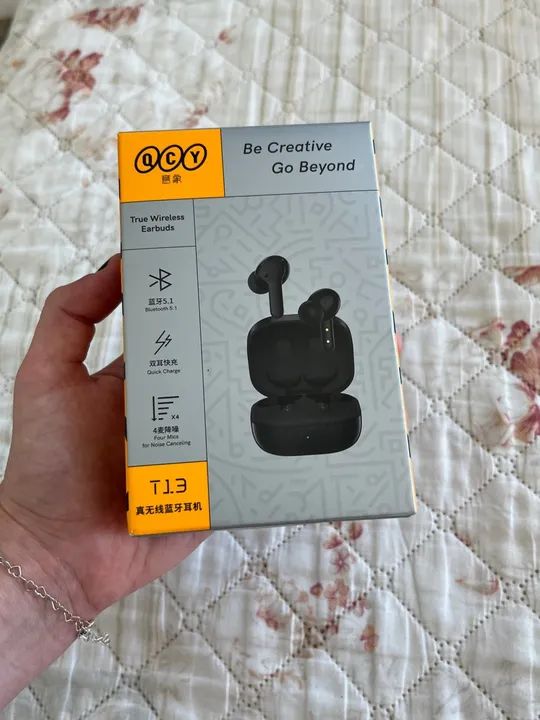 QCY
意象
Be Creative
Go Beyond
True Wireless
Earbuds
蓝牙5.1
Bluetooth 5.1
双耳快充
Quick Charge
X4
4麦降噪
Four Mics
for Noise Canceling
T13
真无线蓝牙耳机